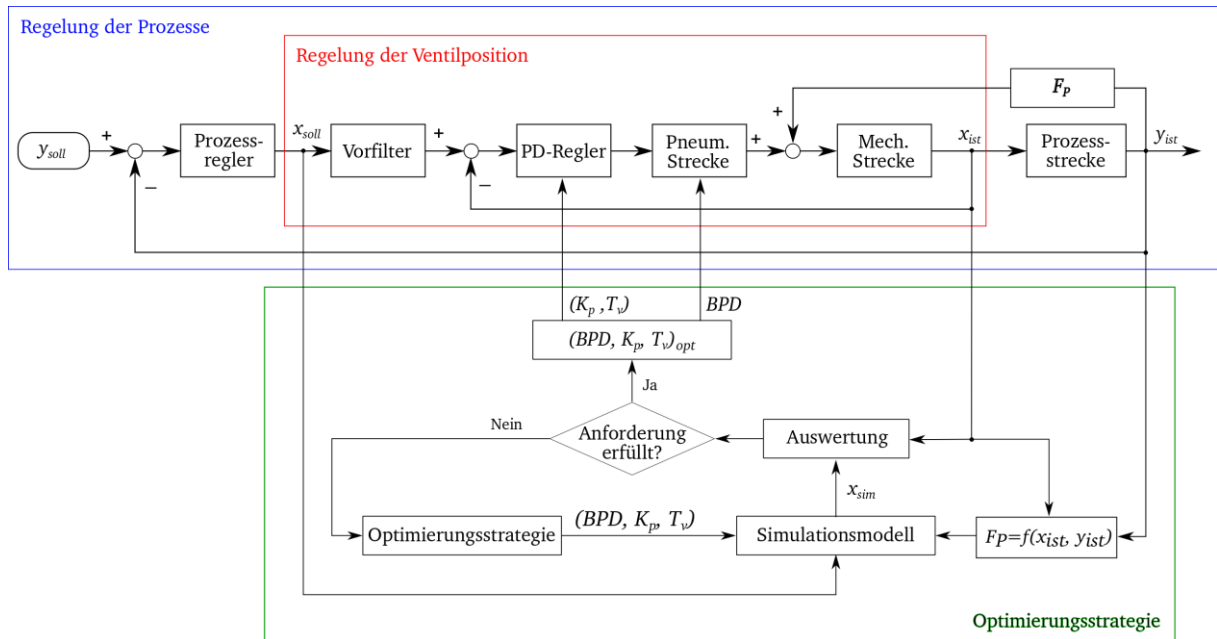 Regelung der Prozesse
Regelung der Ventilposition
F_P
y_soll
+
−
Prozess-
regler
x_soll
Vorfilter
+
−
PD-Regler
Pneum.
Strecke
+
+
Mech.
Strecke
x_ist
Prozess-
strecke
y_ist
(K_p ,T_v)
BPD
(BPD, K_p, T_v)_opt
Ja
Nein
Anforderung
erfüllt?
Auswertung
x_sim
Optimierungsstrategie
(BPD, K_p, T_v)
Simulationsmodell
F_P=f(x_ist, y_ist)
Optimierungsstrategie